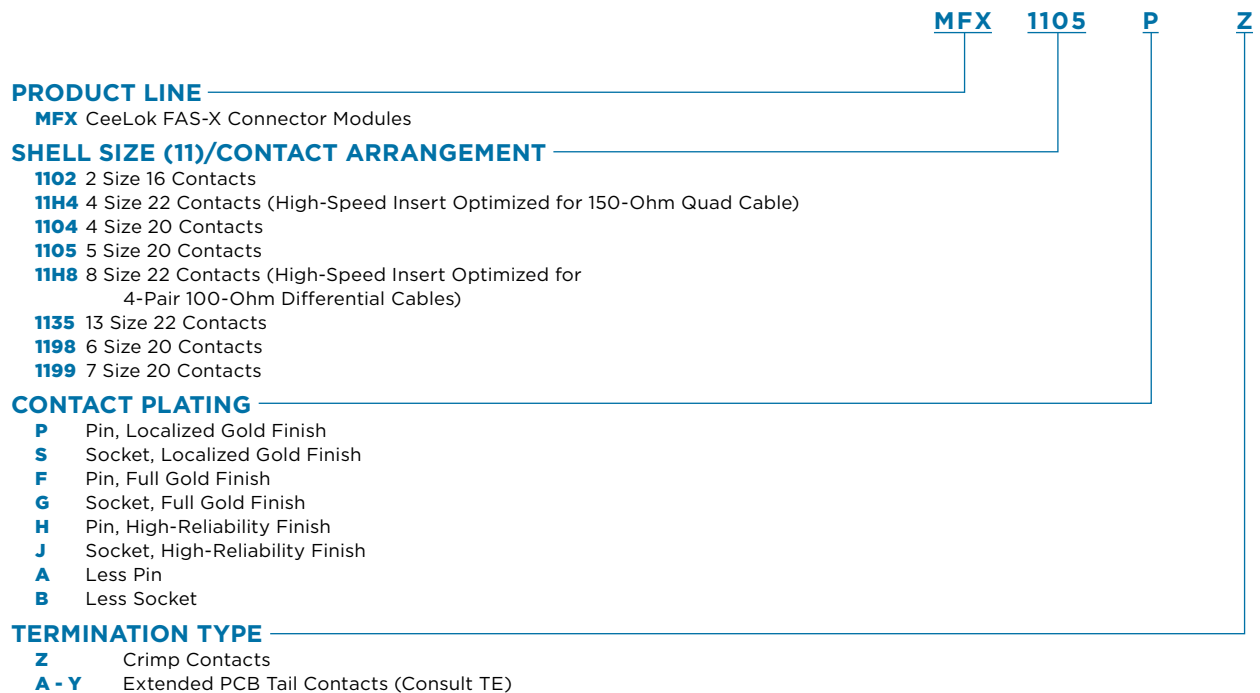 MFX 1105 P Z
PRODUCT LINE
MFX CeeLok FAS-X Connector Modules
SHELL SIZE (11)/CONTACT ARRANGEMENT
1102 2 Size 16 Contacts
11H4 4 Size 22 Contacts (High-Speed Insert Optimized for 150-Ohm Quad Cable)
1104 4 Size 20 Contacts
1105 5 Size 20 Contacts
11H8 8 Size 22 Contacts (High-Speed Insert Optimized for
4-Pair 100-Ohm Differential Cables)
1135 13 Size 22 Contacts
1198 6 Size 20 Contacts
1199 7 Size 20 Contacts
CONTACT PLATING
P Pin, Localized Gold Finish
S Socket, Localized Gold Finish
F Pin, Full Gold Finish
G Socket, Full Gold Finish
H Pin, High-Reliability Finish
J Socket, High-Reliability Finish
A Less Pin
B Less Socket
TERMINATION TYPE
Z Crimp Contacts
A - Y Extended PCB Tail Contacts (Consult TE)